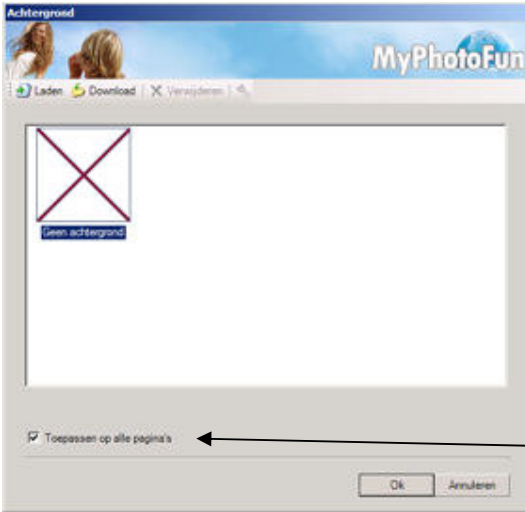 Achtergrond
MyPhotoFun
Laden Download Verwijderen
Geen achtergrond
Toepassen op alle pagina's
Ok Annuleren